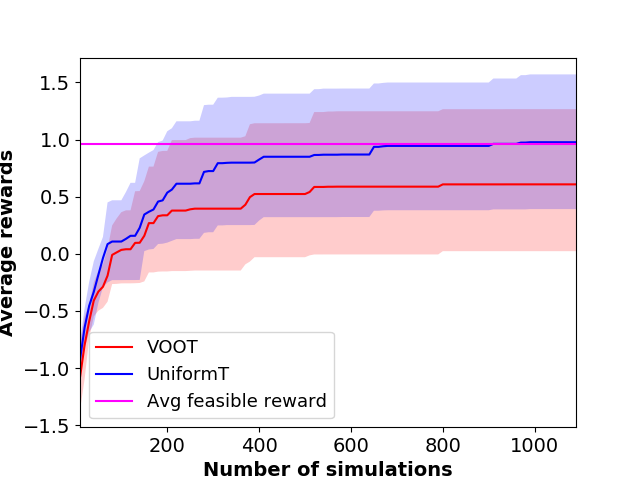 Average rewards
1.5
1.0
0.5
0.0
−0.5
−1.0
−1.5
VOOT
UniformT
Avg feasible reward
200 400 600 800 1000
Number of simulations